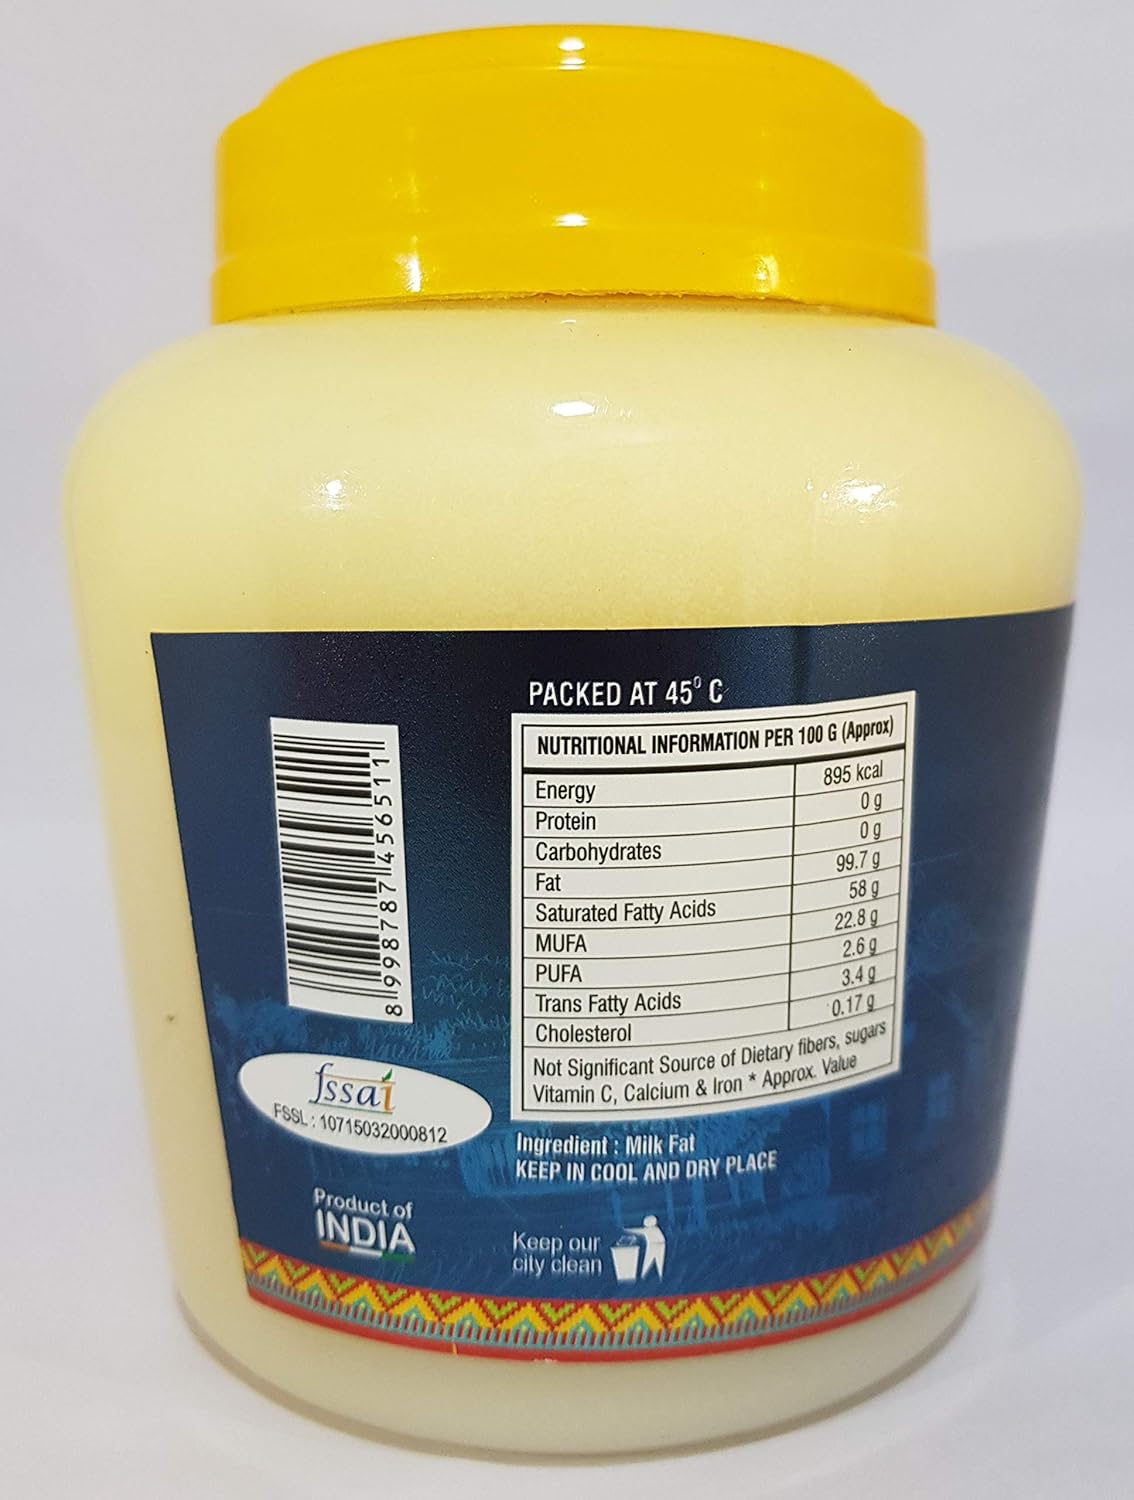 PACKED AT 45⁰ C
NUTRITIONAL INFORMATION PER 100 G (Approx)
Energy 895 kcal
Protein 0 g
Carbohydrates 0 g
Fat 99.7 g
Saturated Fatty Acids 58 g
MUFA 22.8 g
PUFA 2.6 g
Trans Fatty Acids 3.4 g
Cholesterol 0.17 g
Not Significant Source of Dietary fibers, sugars
Vitamin C, Calcium & Iron * Approx. Value
Ingredient : Milk Fat
KEEP IN COOL AND DRY PLACE
Keep our
city clean
8 998787 456511
fssai
FSSL : 10715032000812
Product of
INDIA